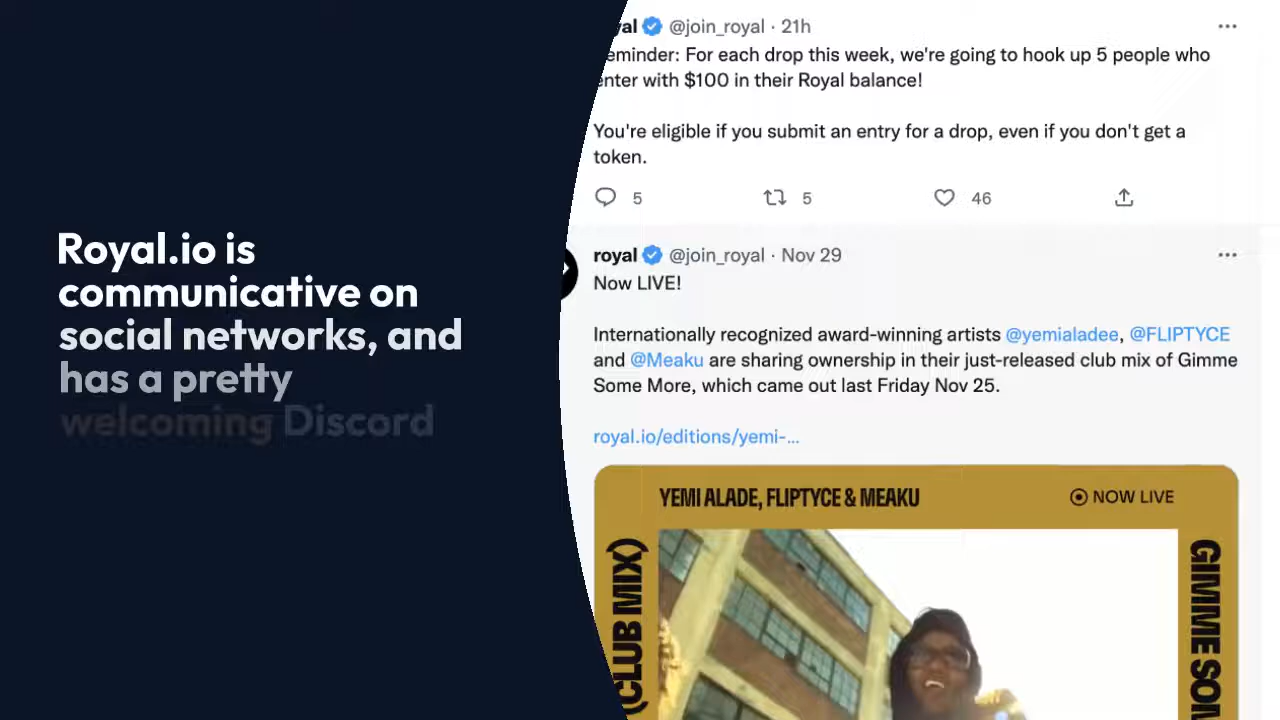 Royal.io is
communicative on
social networks, and
has a pretty
welcoming Discord
yal @join_royal · 21h
eminder: For each drop this week, we're going to hook up 5 people who
enter with $100 in their Royal balance!
You're eligible if you submit an entry for a drop, even if you don't get a
token.
5 5 46
royal @join_royal · Nov 29
Now LIVE!
Internationally recognized award-winning artists @yemialadee, @FLIPTYCE
and @Meaku are sharing ownership in their just-released club mix of Gimme
Some More, which came out last Friday Nov 25.
royal.io/editions/yemi-...
YEMI ALADE, FLIPTYCE & MEAKU
NOW LIVE
(CLUB MIX)
GIMME SO